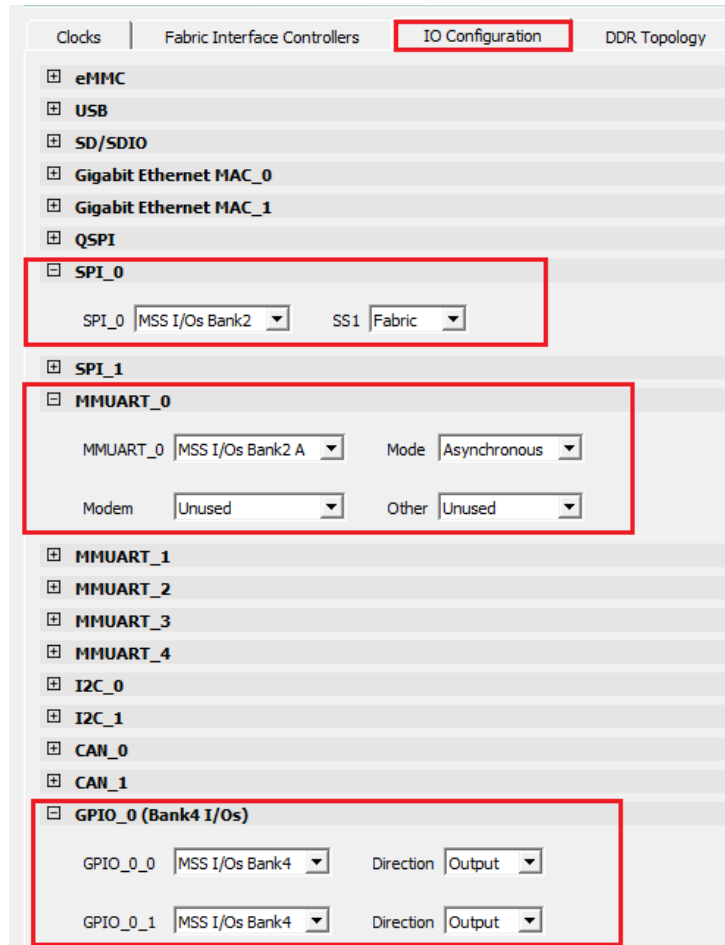 Clocks Fabric Interface Controllers IO Configuration DDR Topology
eMMC
USB
SD/SDIO
Gigabit Ethernet MAC_0
Gigabit Ethernet MAC_1
QSPI
SPI_0
SPI_0 MSS I/Os Bank2 SS1 Fabric
SPI_1
MMUART_0
MMUART_0 MSS I/Os Bank2 A Mode Asynchronous
Modem Unused Other Unused
MMUART_1
MMUART_2
MMUART_3
MMUART_4
I2C_0
I2C_1
CAN_0
CAN_1
GPIO_0 (Bank4 I/Os)
GPIO_0_0 MSS I/Os Bank4 Direction Output
GPIO_0_1 MSS I/Os Bank4 Direction Output